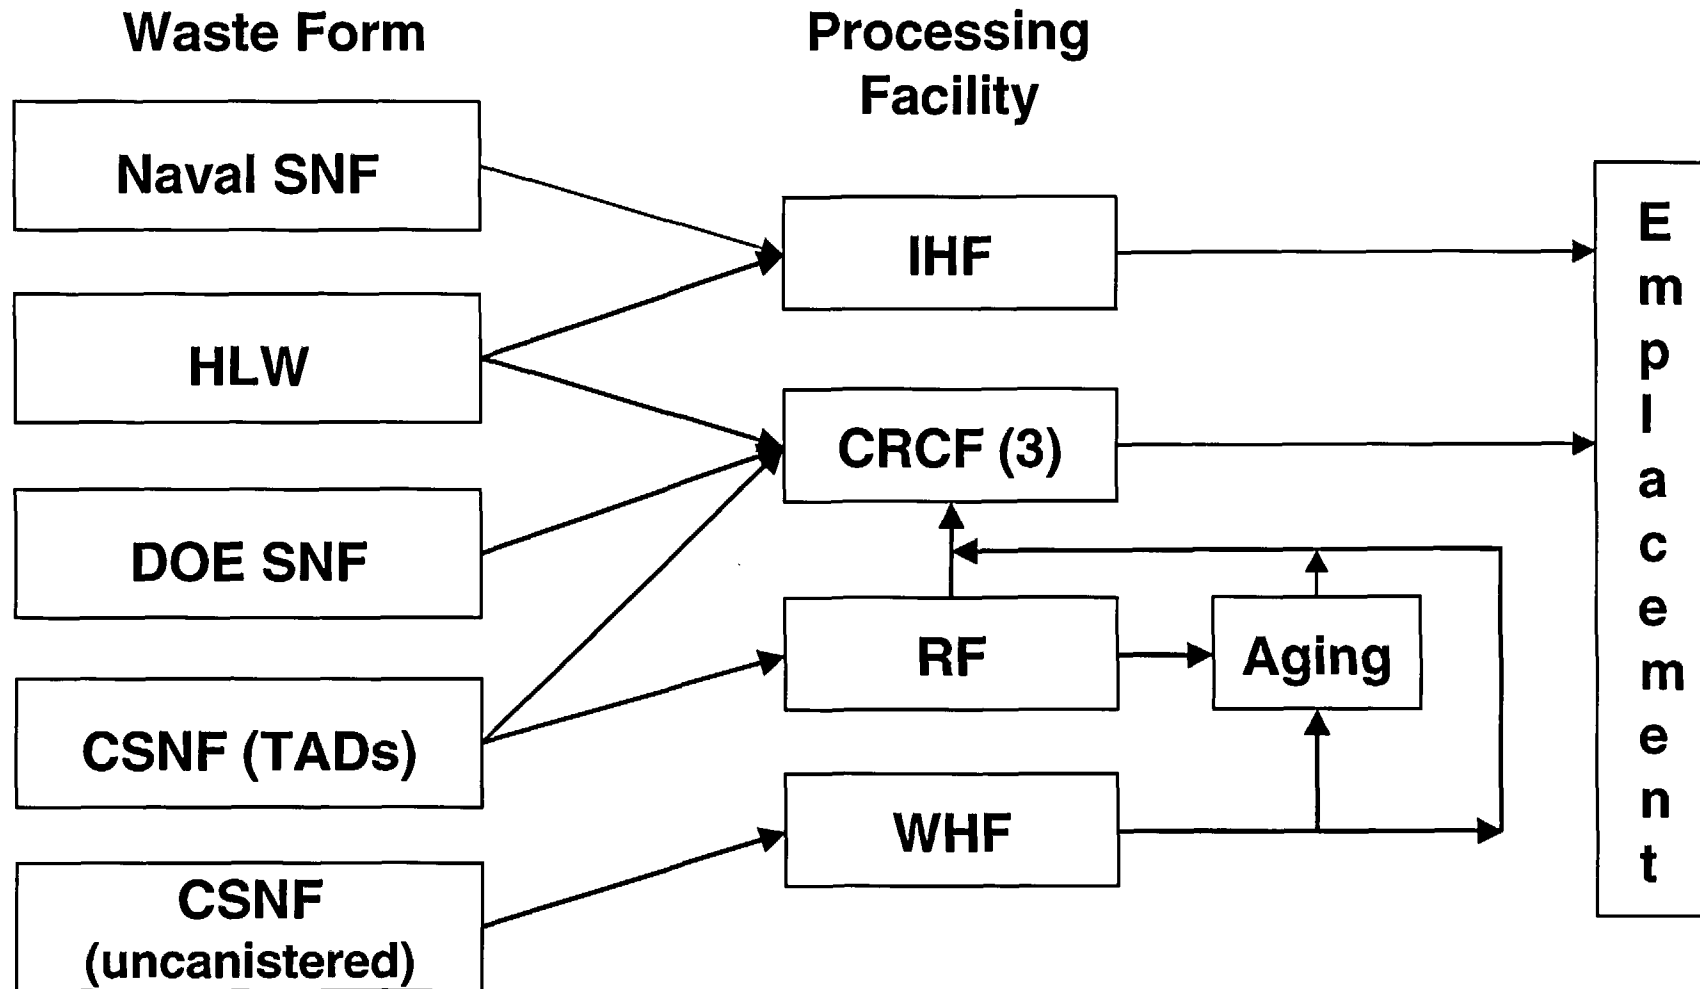 Waste Form
Processing
Facility
Naval SNF
HLW
DOE SNF
CSNF (TADs)
CSNF
(uncanistered)
IHF
CRCF (3)
RF
Aging
WHF
E
m
p
l
a
c
e
m
e
n
t